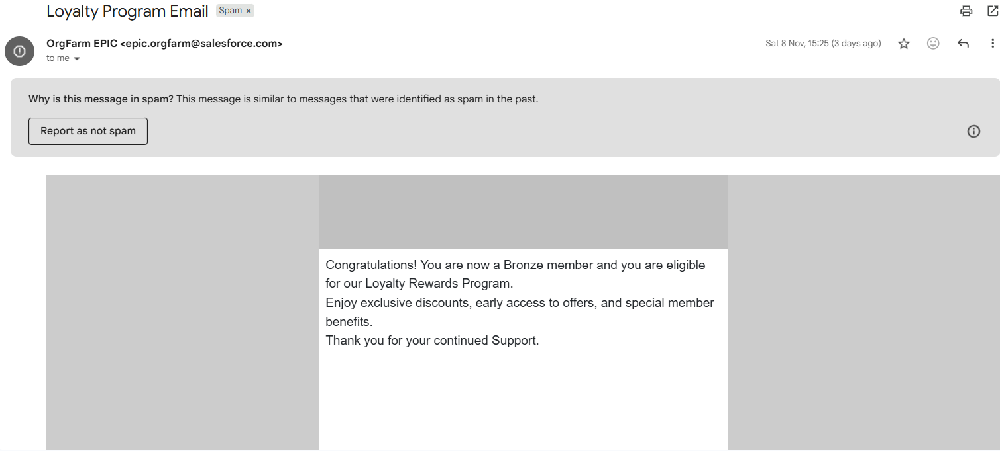 Loyalty Program Email Spam ×
OrgFarm EPIC <epic.orgfarm@salesforce.com>
Sat 8 Nov, 15:25 (3 days ago)
to me
Why is this message in spam? This message is similar to messages that were identified as spam in the past.
Report as not spam
Congratulations! You are now a Bronze member and you are eligible
for our Loyalty Rewards Program.
Enjoy exclusive discounts, early access to offers, and special member
benefits.
Thank you for your continued Support.